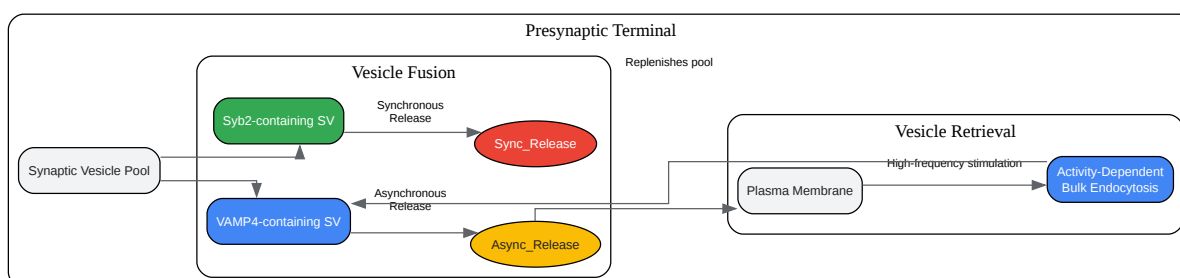 Presynaptic Terminal
Vesicle Fusion
Replenishes pool
Syb2-containing SV
Synchronous
Release
Sync_Release
Synaptic Vesicle Pool
VAMP4-containing SV
Asynchronous
Release
Async_Release
Vesicle Retrieval
High-frequency stimulation
Plasma Membrane
Activity-Dependent
Bulk Endocytosis